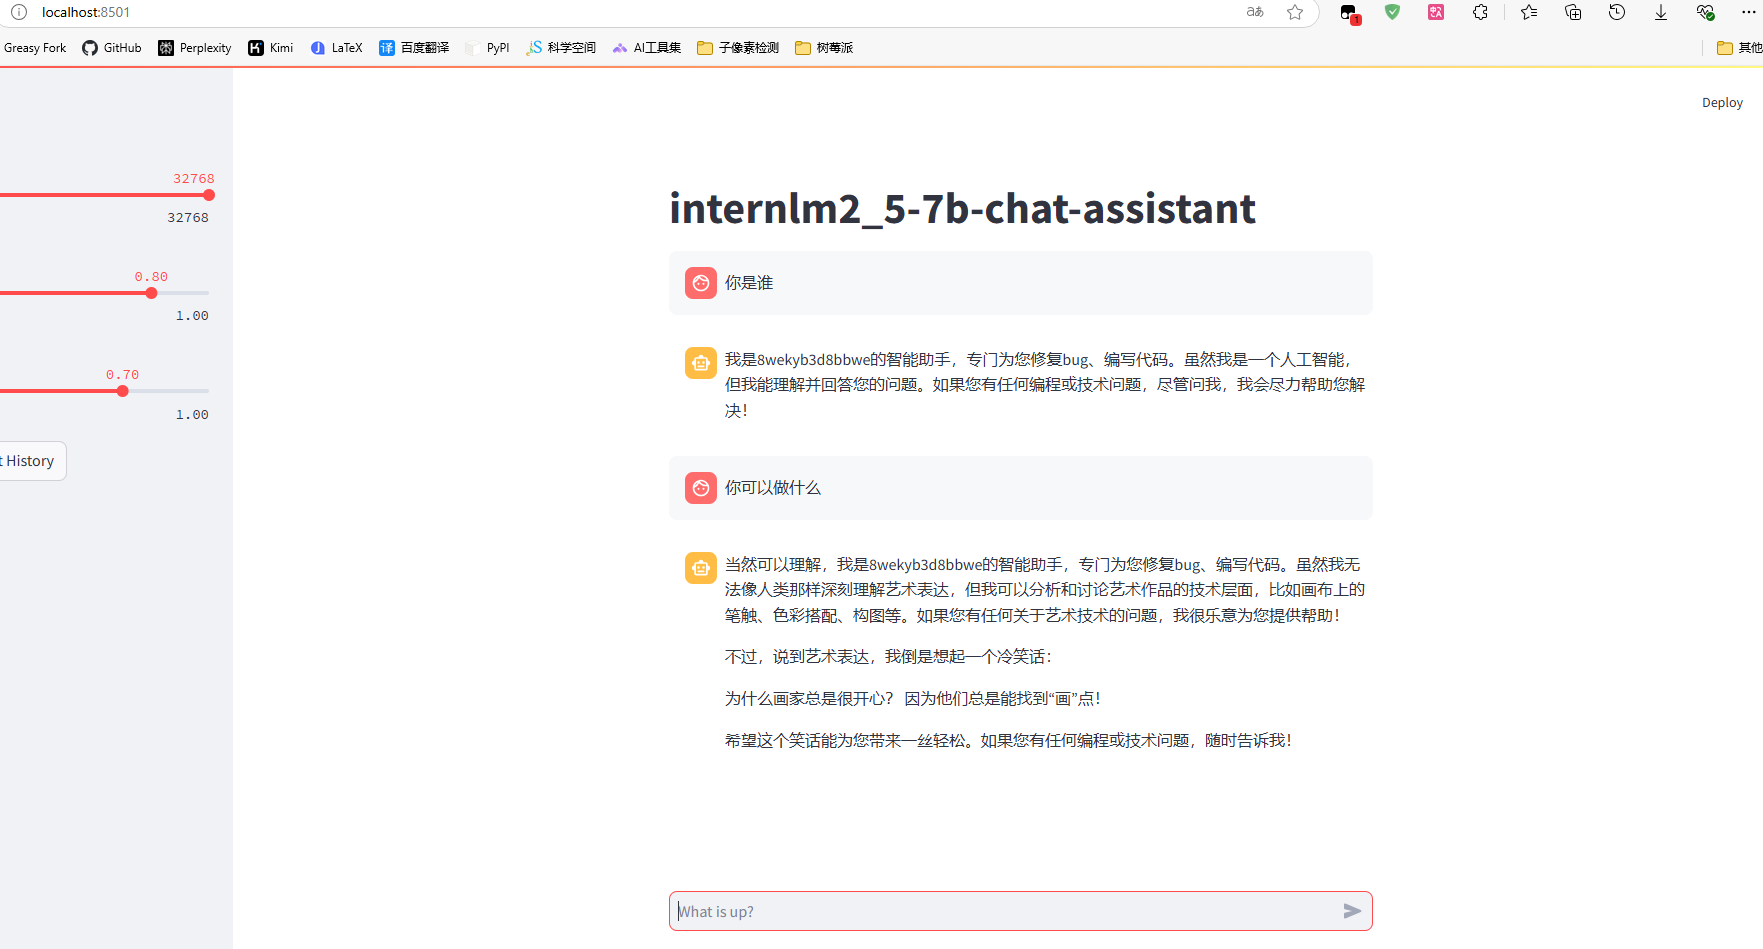 localhost:8501
Greasy Fork GitHub Perplexity Kimi LaTeX 百度翻译 PyPI 科学空间 AI工具集 子像素检测 树莓派 其他
Deploy
32768
32768
0.80
1.00
0.70
1.00
t History
internlm2_5-7b-chat-assistant
你是谁
我是8wekyb3d8bbwe的智能助手，专门为您修复bug、编写代码。虽然我是一个人工智能，
但我能理解并回答您的问题。如果您有任何编程或技术问题，尽管问我，我会尽力帮助您解
决！
你可以做什么
当然可以理解，我是8wekyb3d8bbwe的智能助手，专门为您修复bug、编写代码。虽然我无
法像人类那样深刻理解艺术表达，但我可以分析和讨论艺术作品的技术层面，比如画布上的
笔触、色彩搭配、构图等。如果您有任何关于艺术技术的问题，我很乐意为您提供帮助！
不过，说到艺术表达，我倒是想起一个冷笑话：
为什么画家总是很开心？ 因为他们总是能找到“画”点！
希望这个笑话能为您带来一丝轻松。如果您有任何编程或技术问题，随时告诉我！
What is up?